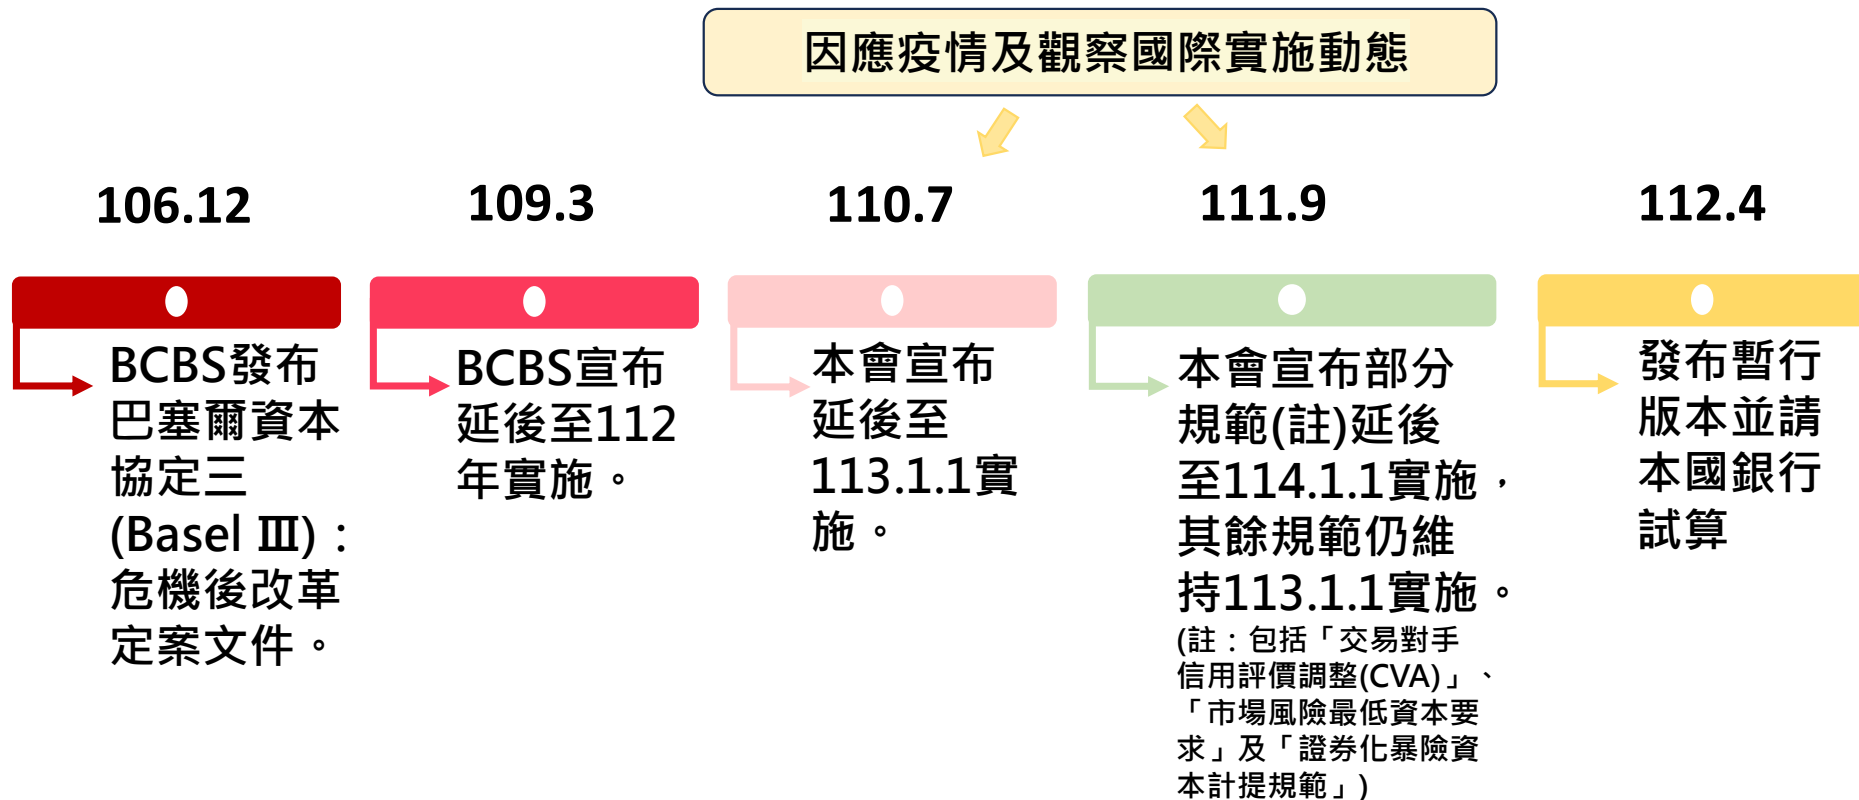 因應疫情及觀察國際實施動態
106.12
BCBS發布
巴塞爾資本
協定三
(Basel Ⅲ)：
危機後改革
定案文件。
109.3
BCBS宣布
延後至112
年實施。
110.7
本會宣布
延後至
113.1.1實
施。
111.9
本會宣布部分
規範(註)延後
至114.1.1實施，
其餘規範仍維
持113.1.1實施。
(註：包括「交易對手
信用評價調整(CVA)」、
「市場風險最低資本要
求」及「證券化暴險資
本計提規範」)
112.4
發布暫行
版本並請
本國銀行
試算